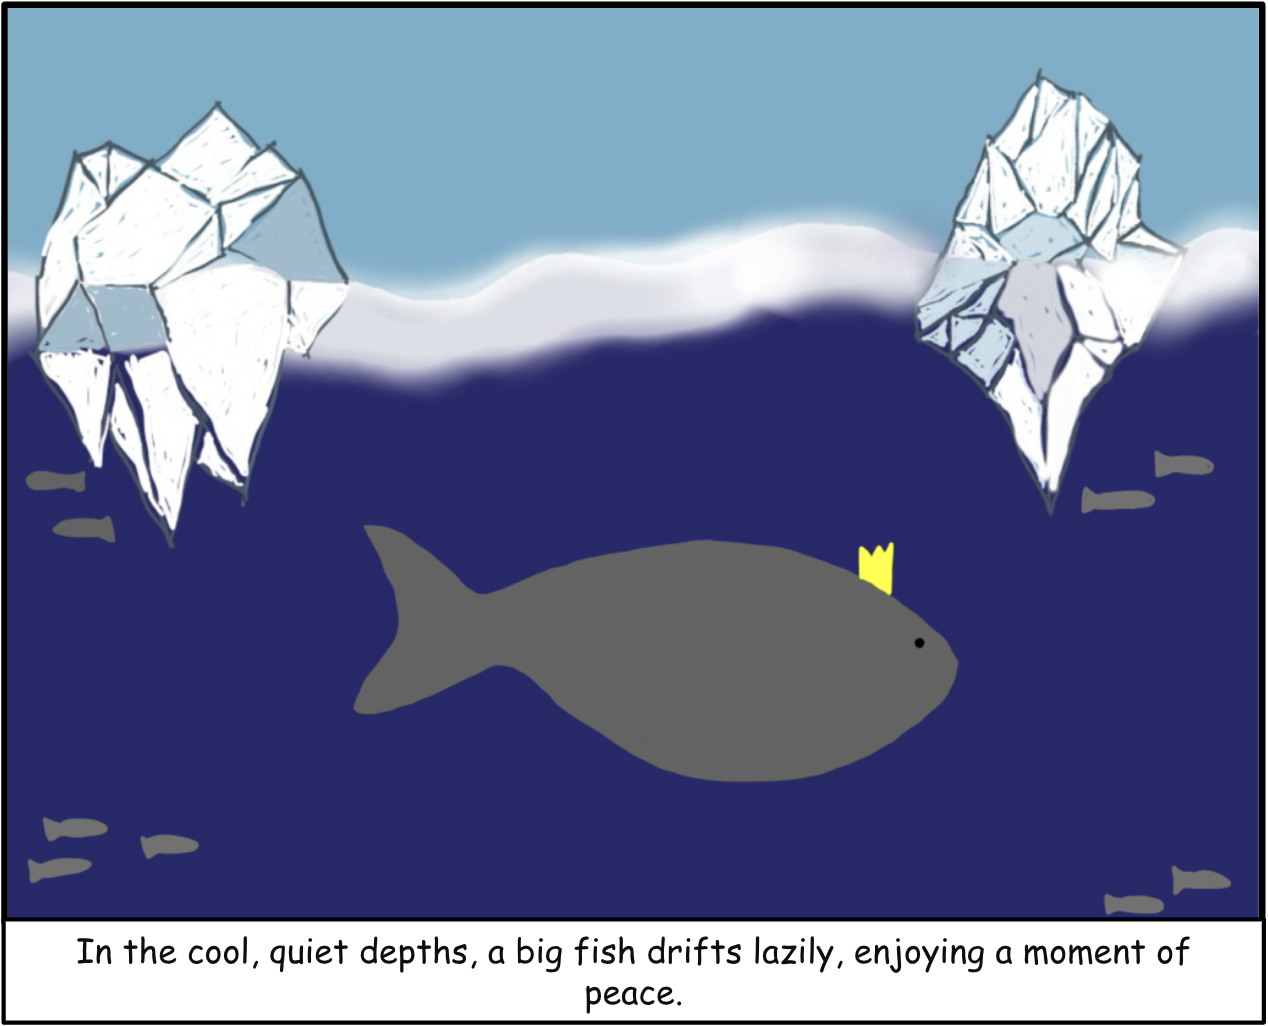 In the cool, quiet depths, a big fish drifts lazily, enjoying a moment of
peace.